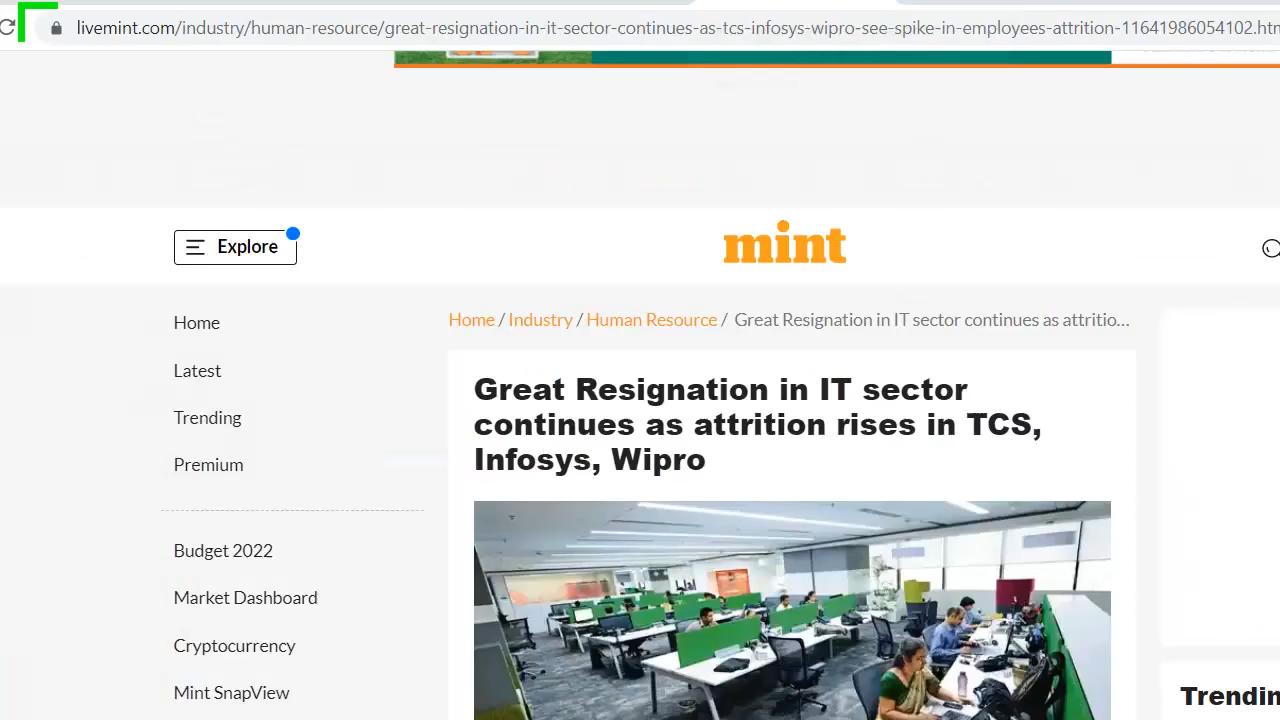 livemint.com/industry/human-resource/great-resignation-in-it-sector-continues-as-tcs-infosys-wipro-see-spike-in-employees-attrition-11641986054102.htm
Explore
mint
Home
Latest
Trending
Premium
Budget 2022
Market Dashboard
Cryptocurrency
Mint SnapView
Home / Industry / Human Resource / Great Resignation in IT sector continues as attritio...
Great Resignation in IT sector
continues as attrition rises in TCS,
Infosys, Wipro